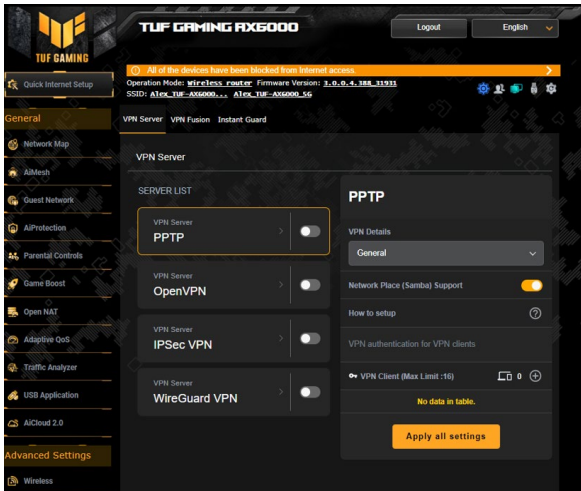 TUF GAMING
TUF GAMING AX6000
Logout
English
All of the devices have been blocked from Internet access.
Quick Internet Setup
Operation Mode: Wireless router Firmware Version: 3.0.0.4.388_31931
SSID: Alex_TUF-AX6000... Alex_TUF-AX6000_5G
General
VPN Server VPN Fusion Instant Guard
Network Map
AiMesh
Guest Network
AiProtection
Parental Controls
Game Boost
Open NAT
Adaptive QoS
Traffic Analyzer
USB Application
AiCloud 2.0
Advanced Settings
Wireless
VPN Server
SERVER LIST
VPN Server
PPTP
VPN Server
OpenVPN
VPN Server
IPSec VPN
VPN Server
WireGuard VPN
PPTP
VPN Details
General
Network Place (Samba) Support
How to setup
VPN authentication for VPN clients
VPN Client (Max Limit :16) 0
No data in table.
Apply all settings